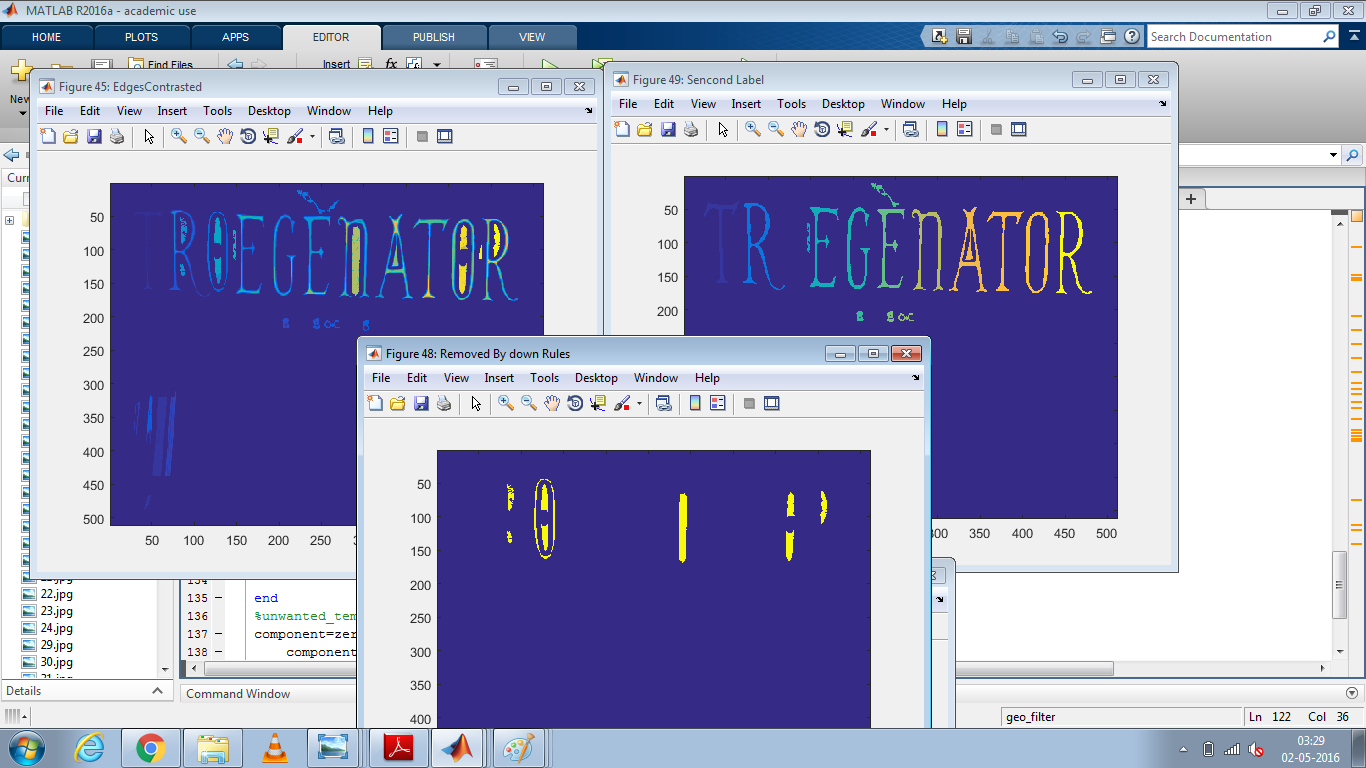 MATLAB R2016a - academic use
HOME PLOTS APPS EDITOR PUBLISH VIEW
Search Documentation
Find Files
Insert
fx
New
Figure 45: EdgesContrasted
File Edit View Insert Tools Desktop Window Help
TROEGÈNATOR
50
100
150
200
250
300
350
400
450
500
50 100 150 200 250
Figure 49: Sencond Label
File Edit View Insert Tools Desktop Window Help
TR EGÈNATOR
50
100
150
200
300 350 400 450 500
Figure 48: Removed By down Rules
File Edit View Insert Tools Desktop Window Help
50
100
150
200
250
300
350
400
22.jpg
23.jpg
24.jpg
29.jpg
30.jpg
Details
134
135 end
136
137
138
Command Window
geo_filter
Ln 122 Col 36
03:29
02-05-2016